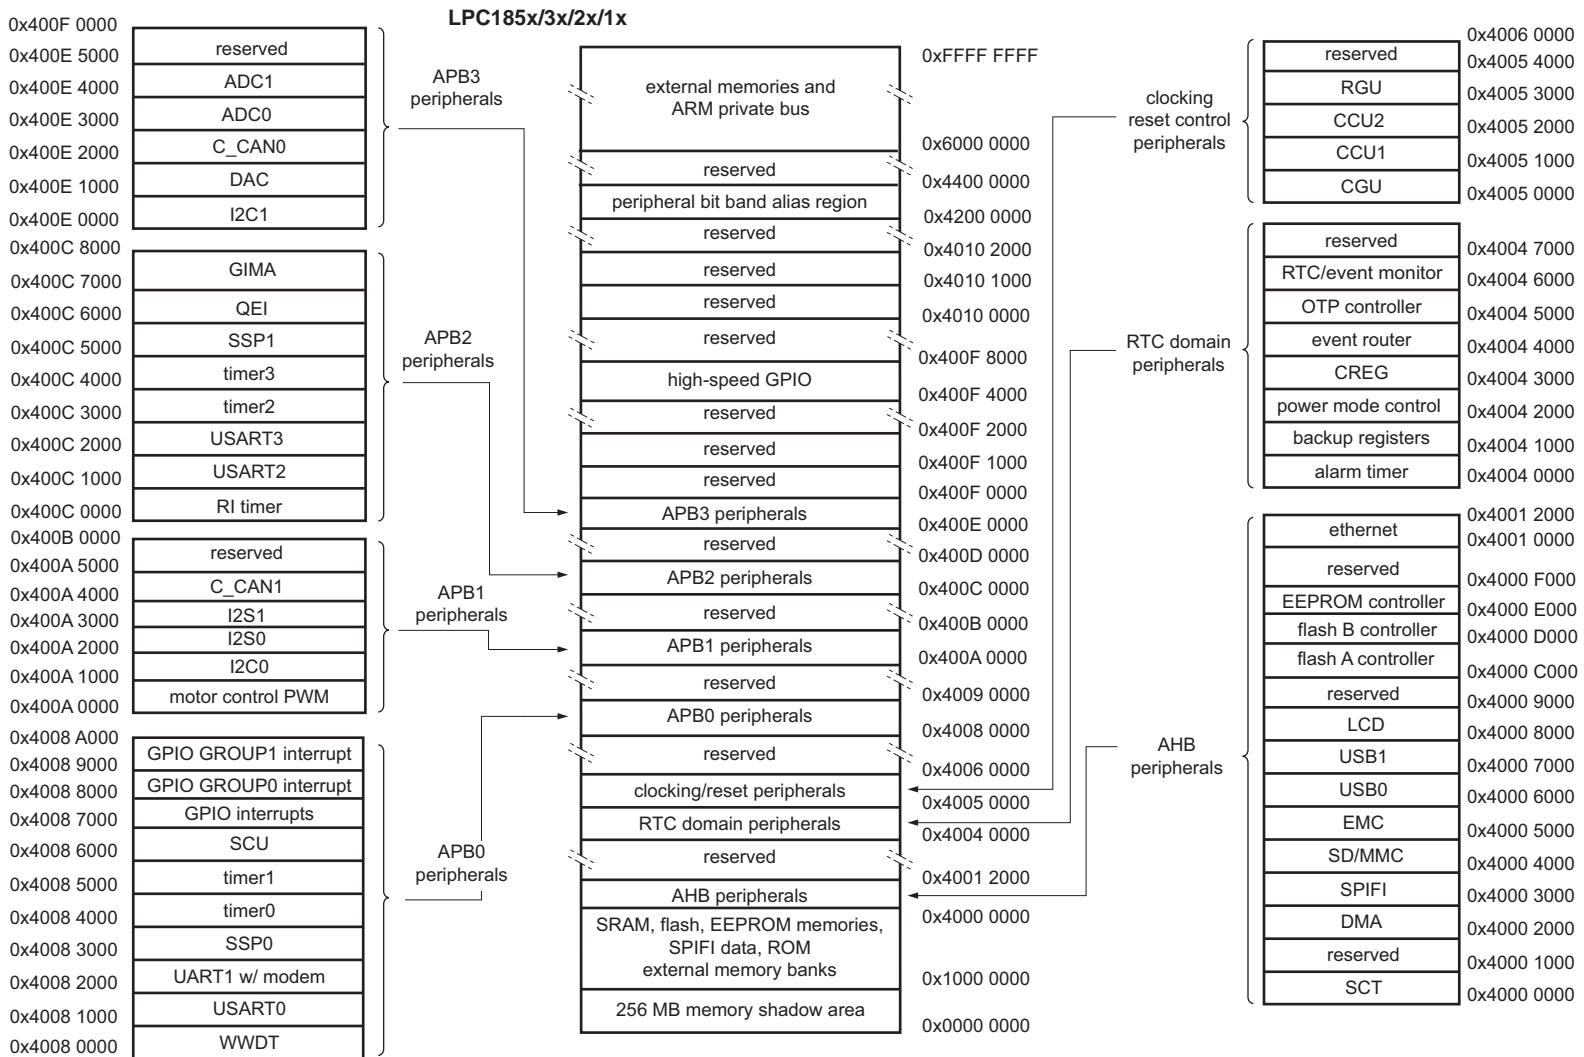 LPC185x/3x/2x/1x
0x400F 0000
reserved
0x400E 5000
ADC1
0x400E 4000
ADC0
0x400E 3000
C_CAN0
0x400E 2000
DAC
0x400E 1000
I2C1
0x400E 0000
APB3
peripherals
0x400C 8000
GIMA
0x400C 7000
QEI
0x400C 6000
SSP1
0x400C 5000
timer3
0x400C 4000
timer2
0x400C 3000
USART3
0x400C 2000
USART2
0x400C 1000
RI timer
0x400C 0000
APB2
peripherals
0x400B 0000
reserved
0x400A 5000
C_CAN1
0x400A 4000
I2S1
0x400A 3000
I2S0
0x400A 2000
I2C0
0x400A 1000
motor control PWM
0x400A 0000
APB1
peripherals
0x4008 A000
GPIO GROUP1 interrupt
0x4008 9000
GPIO GROUP0 interrupt
0x4008 8000
GPIO interrupts
0x4008 7000
SCU
0x4008 6000
timer1
0x4008 5000
timer0
0x4008 4000
SSP0
0x4008 3000
UART1 w/ modem
0x4008 2000
USART0
0x4008 1000
WWDT
0x4008 0000
APB0
peripherals
0xFFFF FFFF
external memories and
ARM private bus
0x6000 0000
reserved
0x4400 0000
peripheral bit band alias region
0x4200 0000
reserved
0x4010 2000
reserved
0x4010 1000
reserved
0x4010 0000
reserved
0x400F 8000
high-speed GPIO
0x400F 4000
reserved
0x400F 2000
reserved
0x400F 1000
reserved
0x400F 0000
APB3 peripherals
0x400E 0000
reserved
0x400D 0000
APB2 peripherals
0x400C 0000
reserved
0x400B 0000
APB1 peripherals
0x400A 0000
reserved
0x4009 0000
APB0 peripherals
0x4008 0000
reserved
0x4006 0000
clocking/reset peripherals
0x4005 0000
RTC domain peripherals
0x4004 0000
reserved
0x4001 2000
AHB peripherals
0x4000 0000
SRAM, flash, EEPROM memories,
SPIFI data, ROM
external memory banks
0x1000 0000
256 MB memory shadow area
0x0000 0000
clocking
reset control
peripherals
0x4006 0000
reserved
0x4005 4000
RGU
0x4005 3000
CCU2
0x4005 2000
CCU1
0x4005 1000
CGU
0x4005 0000
RTC domain
peripherals
reserved
0x4004 7000
RTC/event monitor
0x4004 6000
OTP controller
0x4004 5000
event router
0x4004 4000
CREG
0x4004 3000
power mode control
0x4004 2000
backup registers
0x4004 1000
alarm timer
0x4004 0000
AHB
peripherals
0x4001 2000
ethernet
0x4001 0000
reserved
0x4000 F000
EEPROM controller
0x4000 E000
flash B controller
0x4000 D000
flash A controller
0x4000 C000
reserved
0x4000 9000
LCD
0x4000 8000
USB1
0x4000 7000
USB0
0x4000 6000
EMC
0x4000 5000
SD/MMC
0x4000 4000
SPIFI
0x4000 3000
DMA
0x4000 2000
reserved
0x4000 1000
SCT
0x4000 0000